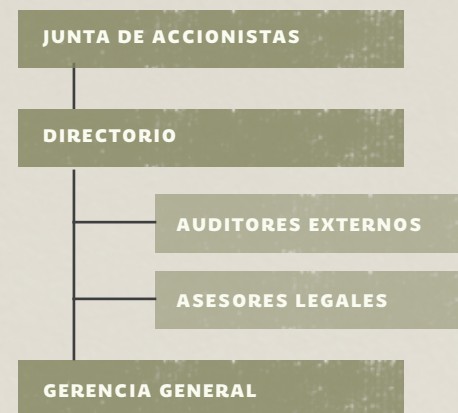 JUNTA DE ACCIONISTAS
DIRECTORIO
AUDITORES EXTERNOS
ASESORES LEGALES
GERENCIA GENERAL